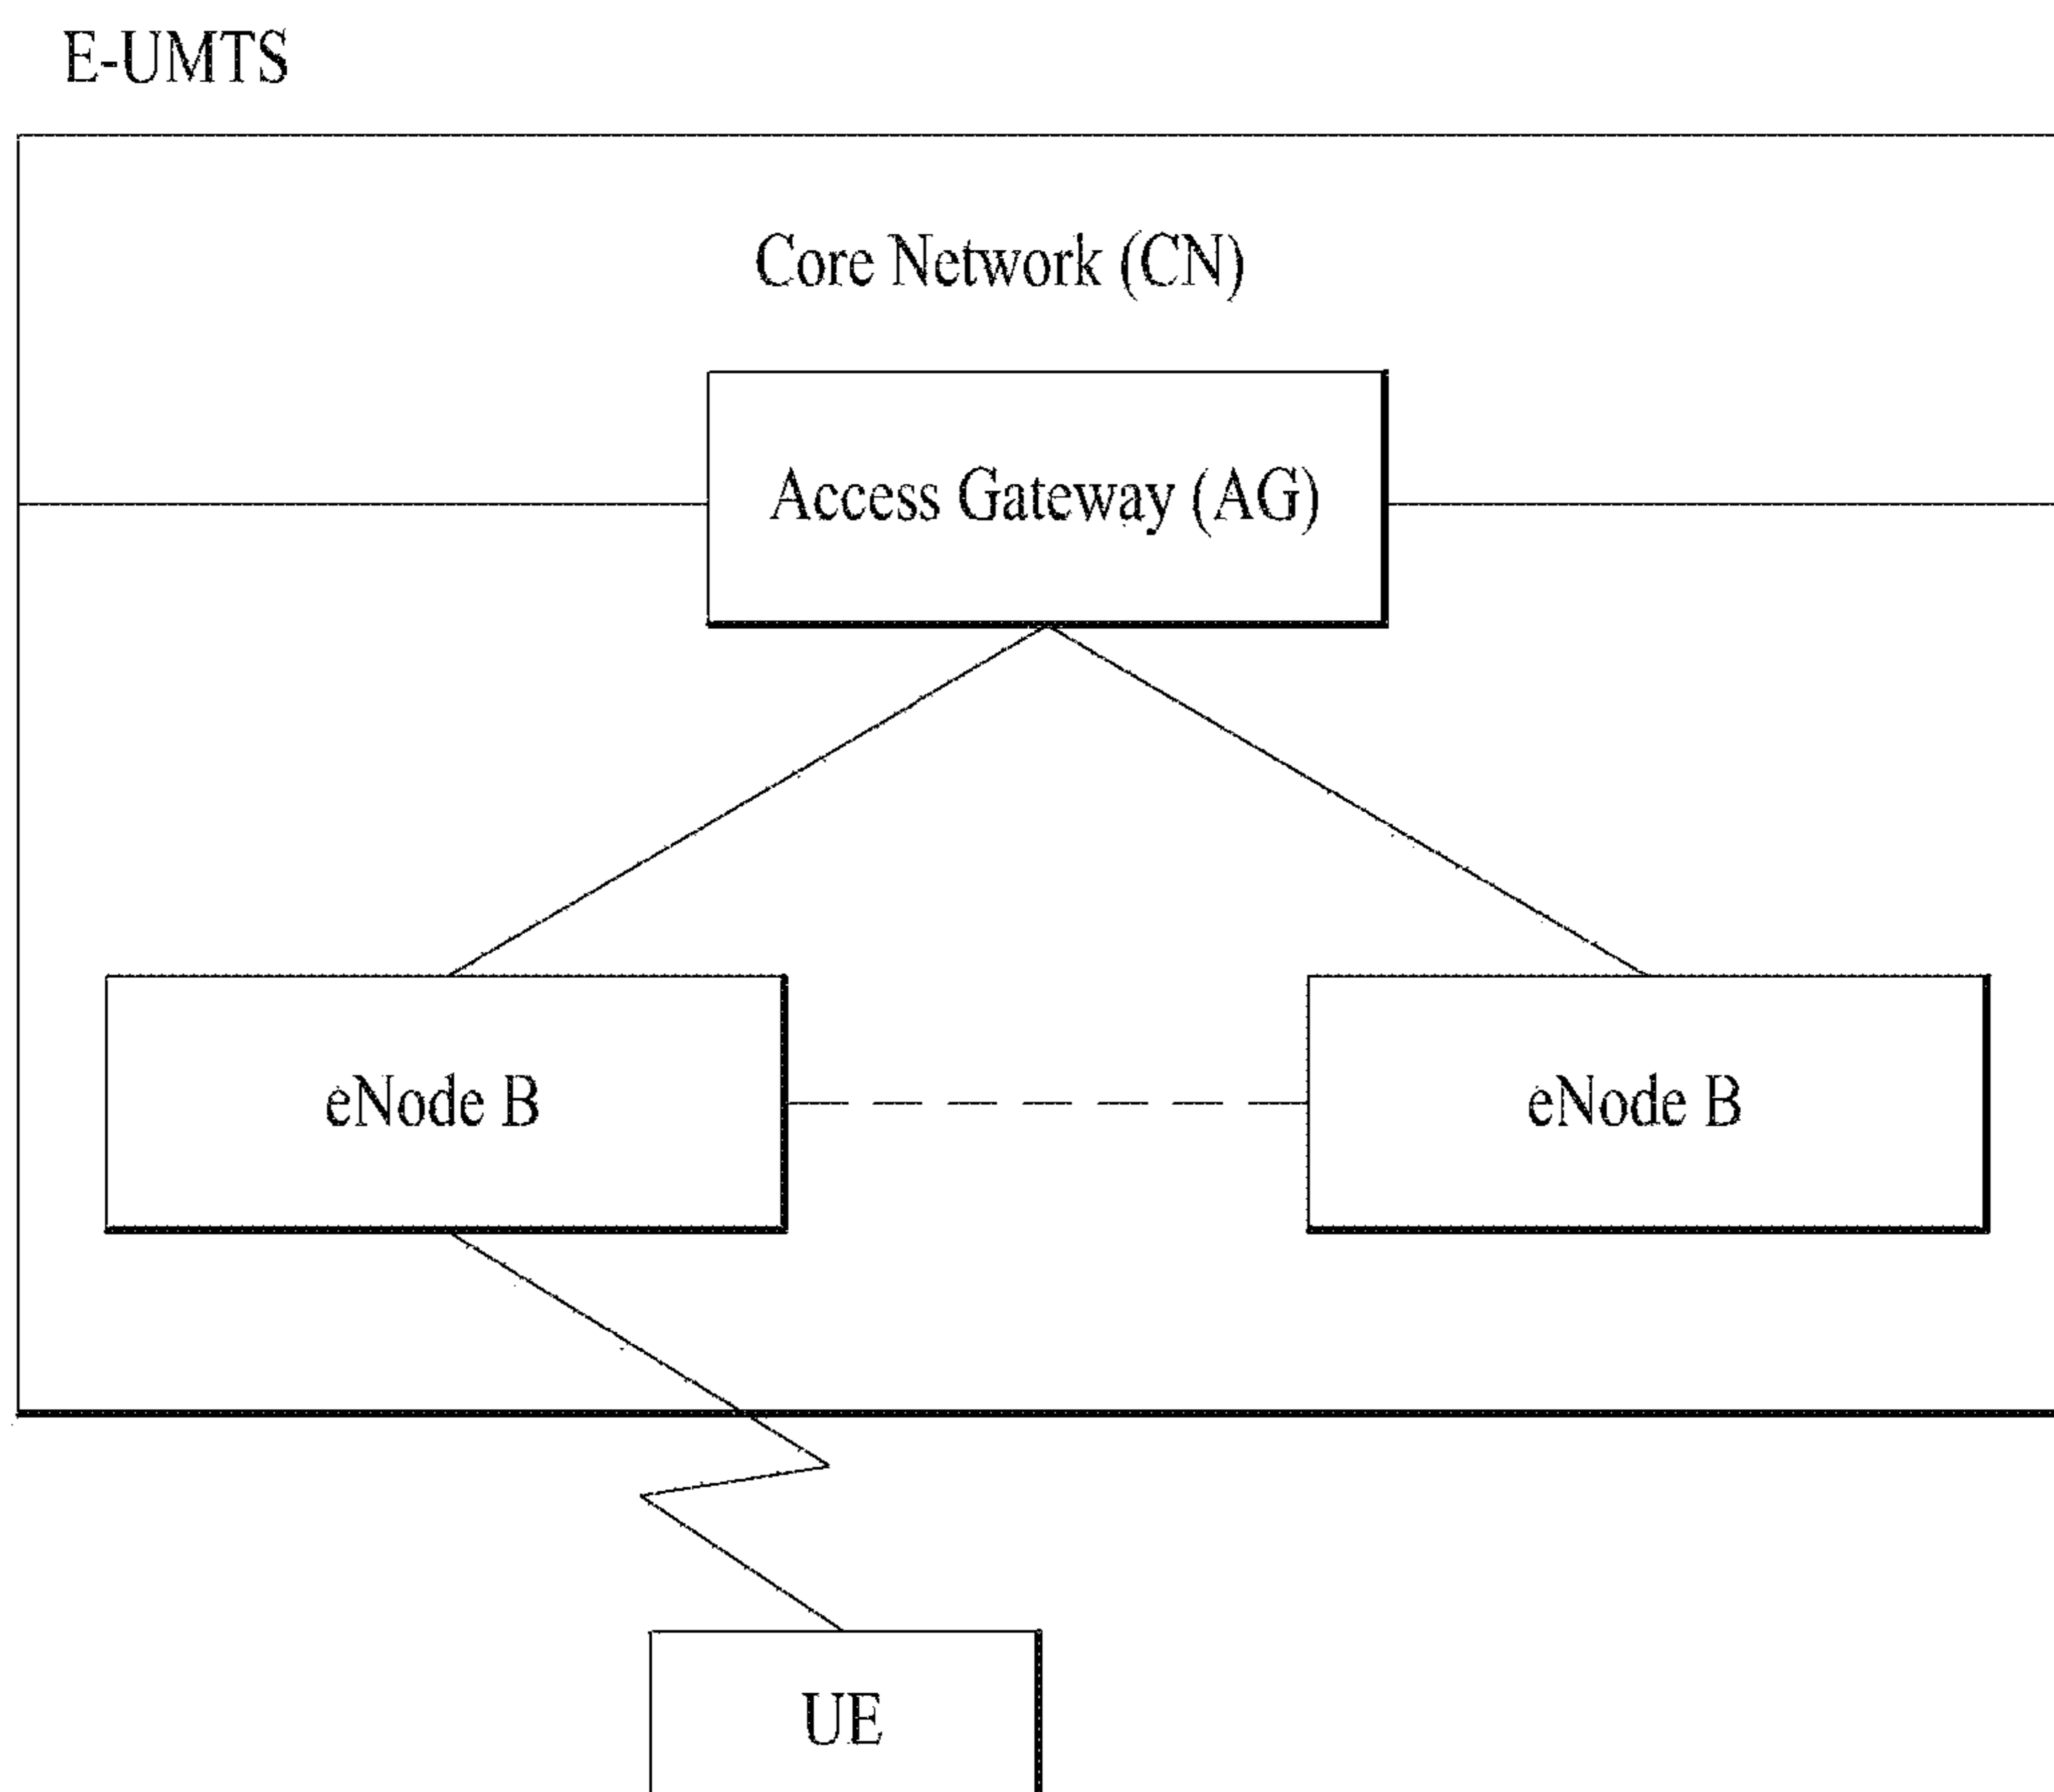 E-UMTS
Core Network (CN)
Access Gateway (AG)
eNode B
eNode B
UE